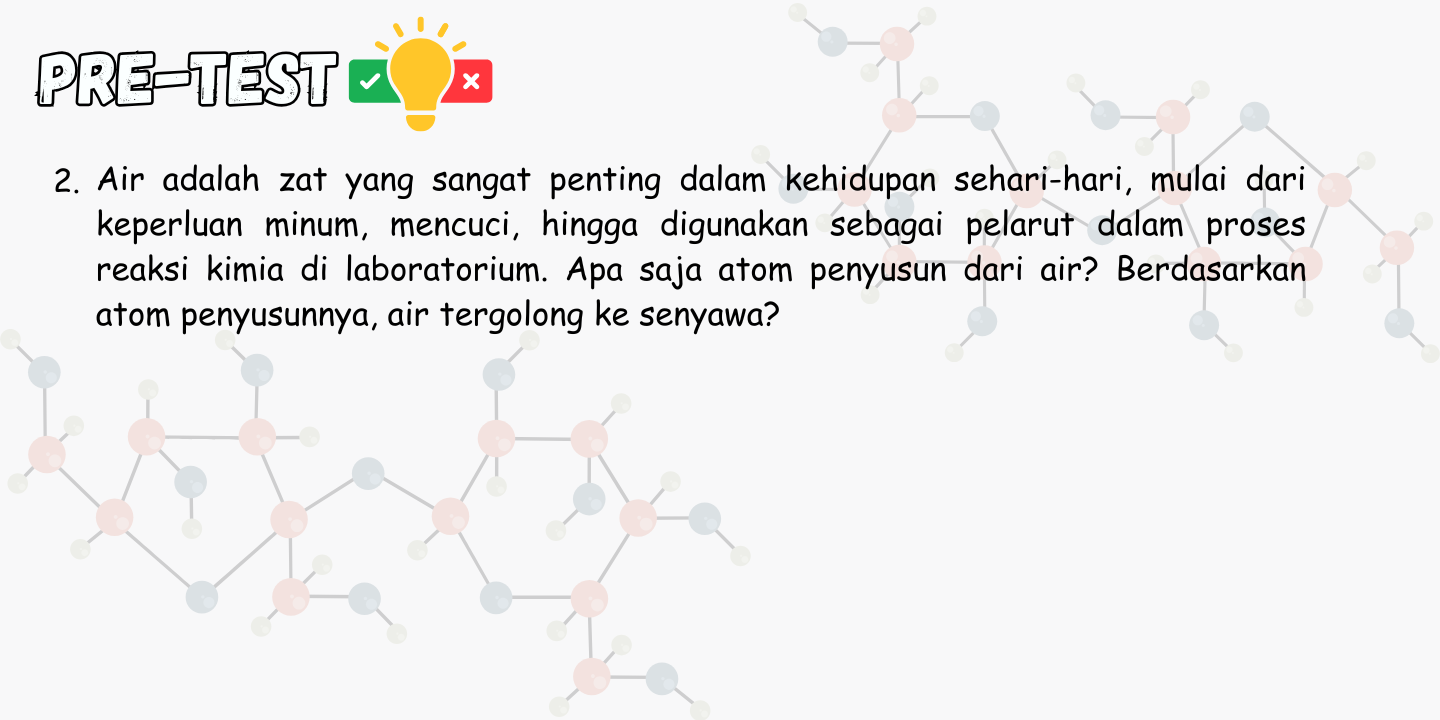 PRE-TEST
2. Air adalah zat yang sangat penting dalam kehidupan sehari-hari, mulai dari
keperluan minum, mencuci, hingga digunakan sebagai pelarut dalam proses
reaksi kimia di laboratorium. Apa saja atom penyusun dari air? Berdasarkan
atom penyusunnya, air tergolong ke senyawa?